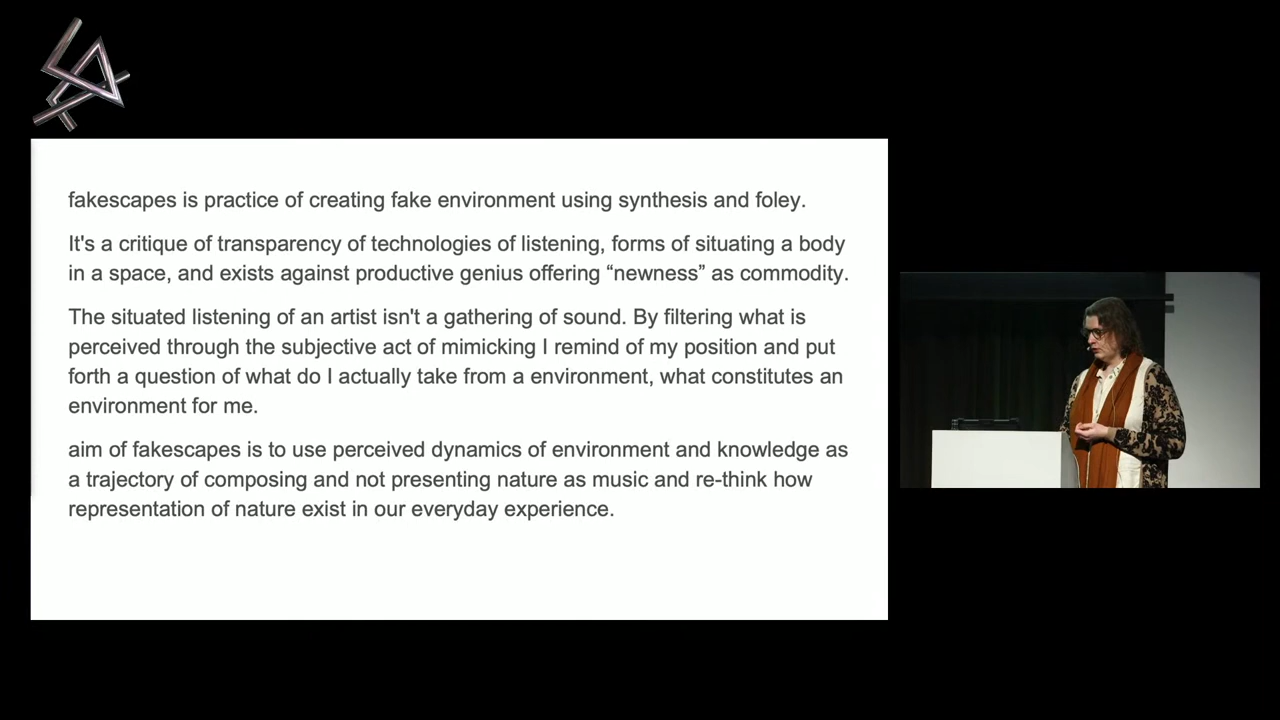 fakescapes is practice of creating fake environment using synthesis and foley.
It's a critique of transparency of technologies of listening, forms of situating a body
in a space, and exists against productive genius offering “newness” as commodity.
The situated listening of an artist isn't a gathering of sound. By filtering what is
perceived through the subjective act of mimicking I remind of my position and put
forth a question of what do I actually take from a environment, what constitutes an
environment for me.
aim of fakescapes is to use perceived dynamics of environment and knowledge as
a trajectory of composing and not presenting nature as music and re-think how
representation of nature exist in our everyday experience.